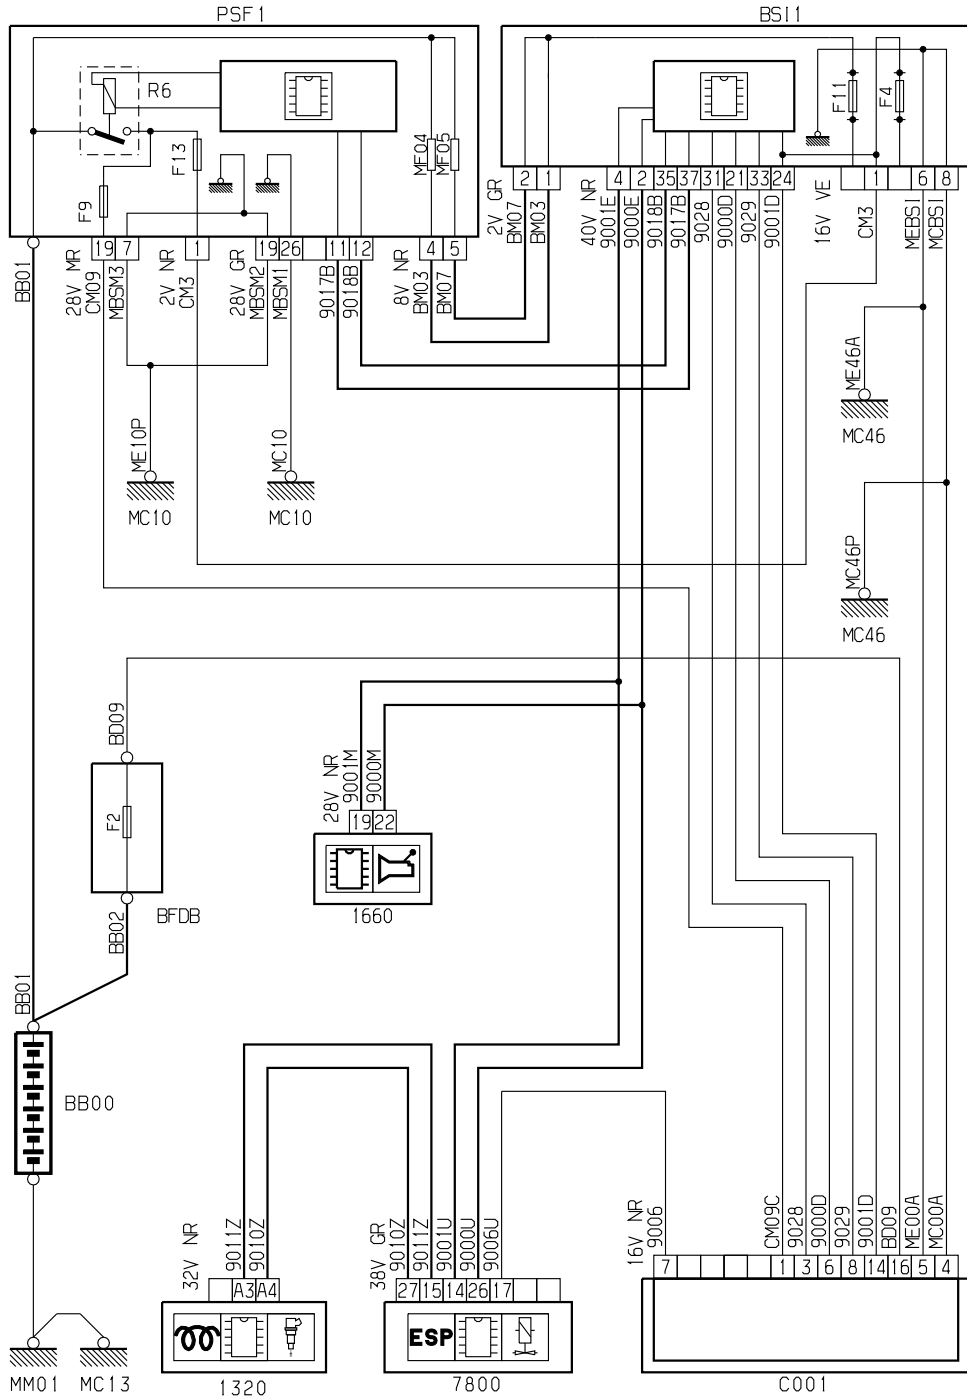 PSF1
BSI1
R6
F13
F9
MF04
MF05
F11
F4
2V GR
2
1
BM07
BM03
40V NR
4
2
35
37
31
21
33
24
9001E
9000E
9018B
9017B
9028
9000D
9029
9001D
16V VE
1
6
8
CM3
MEBSI
MCBSI
BB01
28V MR
19
7
CM09
MBSM3
2V NR
1
CM3
28V GR
19
26
11
12
MBSM2
MBSM1
9017B
9018B
8V NR
4
5
BM03
BM07
ME46A
MC46
ME10P
MC10
MC10
MC10
MC46P
MC46
BD09
F2
BFDB
BB02
28V NR
9001M
9000M
19
22
1660
BB01
BB00
32V NR
9011Z
9010Z
A3
A4
1320
38V GR
9010Z
9011Z
9001U
9000U
9006U
27
15
14
26
17
ESP
7800
16V NR
9006
CM09C
9028
9000D
9029
9001D
BD09
ME00A
MC00A
7
1
3
6
8
14
16
5
4
C001
MM01
MC13